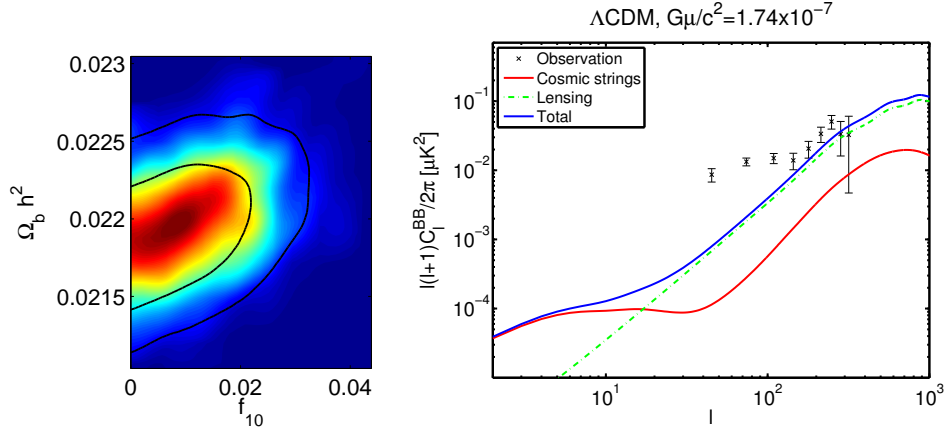 0.023
0.0225
0.022
0.0215
Ω_b h²
0 0.02 0.04
f₁₀
ΛCDM, Gμ/c²=1.74x10⁻⁷
Observation
Cosmic strings
Lensing
Total
10⁻¹
10⁻²
10⁻³
10⁻⁴
l(l+1)C_l^BB/2π [μK²]
10¹ 10² 10³
l